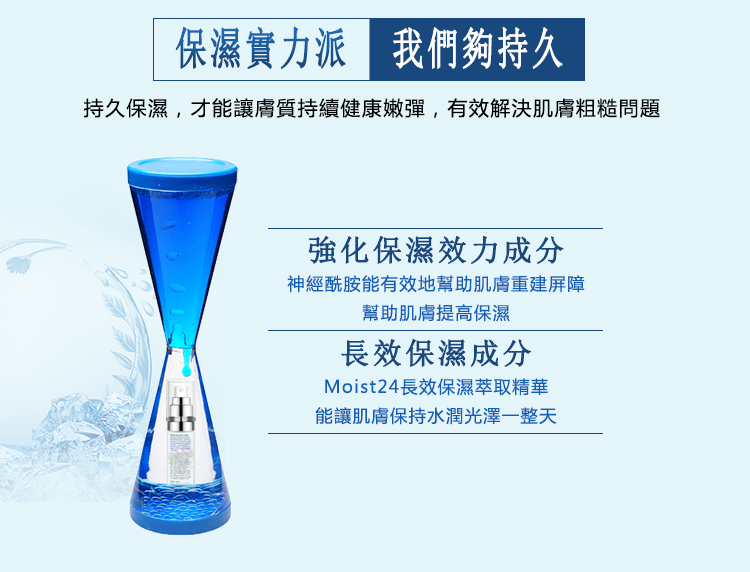 保濕實力派 我們夠持久
持久保濕，才能讓膚質持續健康嫩彈，有效解決肌膚粗糙問題
強化保濕效力成分
神經酰胺能有效地幫助肌膚重建屏障
幫助肌膚提高保濕
長效保濕成分
Moist24長效保濕萃取精華
能讓肌膚保持水潤光澤一整天